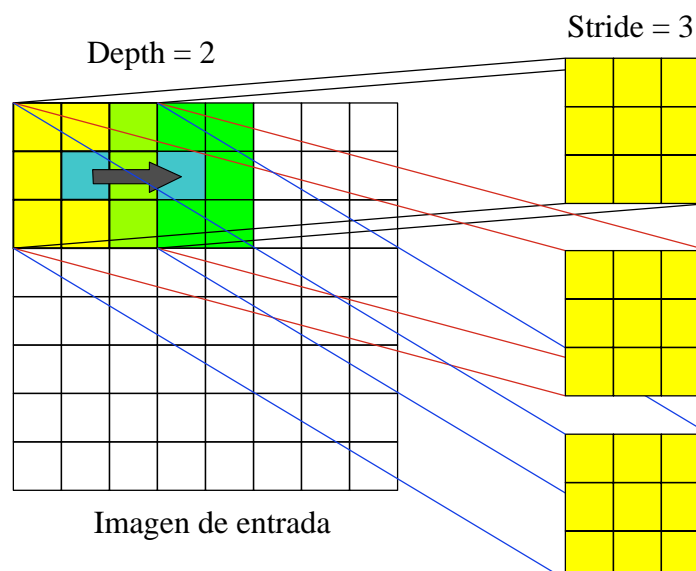 Stride = 3
Depth = 2
Imagen de entrada